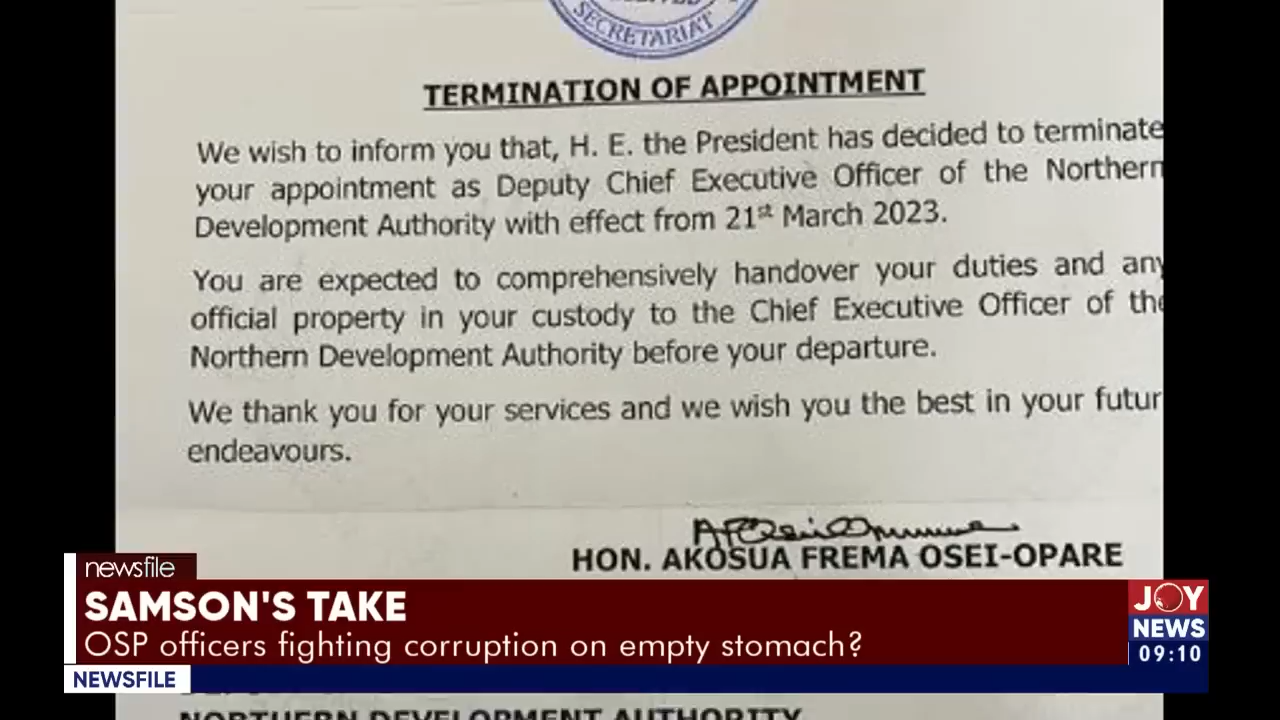 SECRETARIAT
TERMINATION OF APPOINTMENT
We wish to inform you that, H. E. the President has decided to terminate
your appointment as Deputy Chief Executive Officer of the Northern
Development Authority with effect from 21st March 2023.
You are expected to comprehensively handover your duties and any
official property in your custody to the Chief Executive Officer of the
Northern Development Authority before your departure.
We thank you for your services and we wish you the best in your futur
endeavours.
HON. AKOSUA FREMA OSEI-OPARE
newsfile
SAMSON'S TAKE
OSP officers fighting corruption on empty stomach?
JOY
NEWS
09:10
NEWSFILE
NORTHERN DEVELOPMENT AUTHORITY